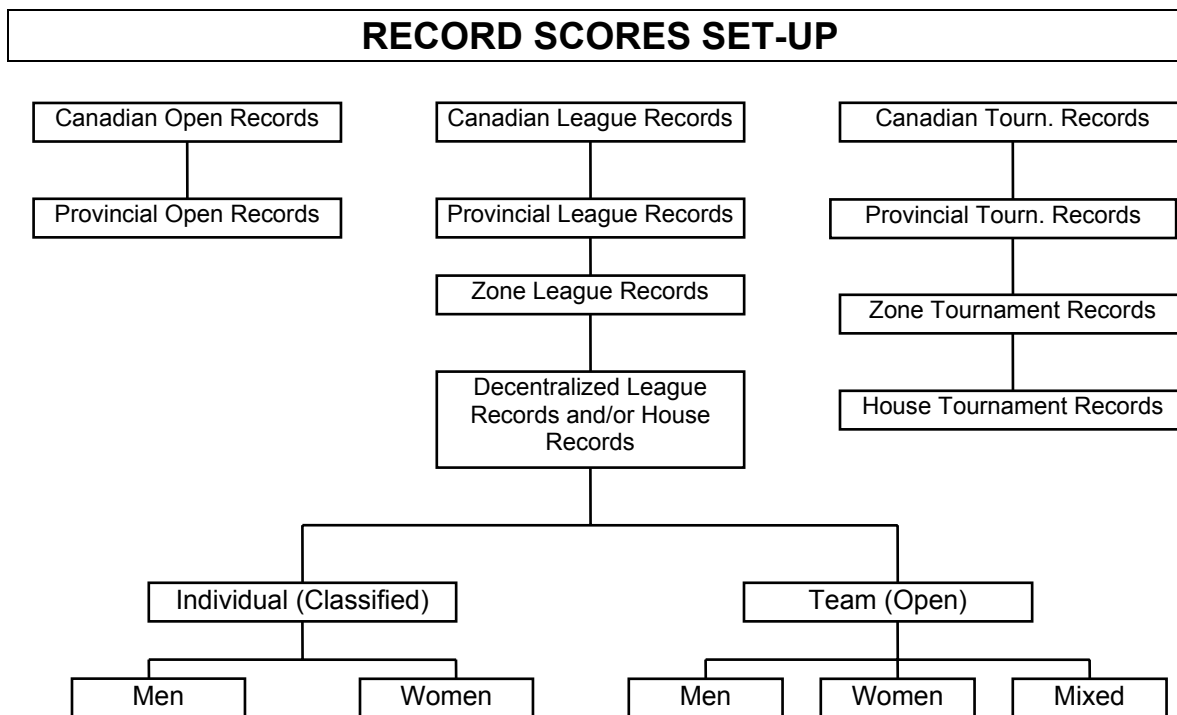 RECORD SCORES SET-UP
Canadian Open Records
Canadian League Records
Canadian Tourn. Records
Provincial Open Records
Provincial League Records
Provincial Tourn. Records
Zone League Records
Zone Tournament Records
Decentralized League
Records and/or House
Records
House Tournament Records
Individual (Classified)
Team (Open)
Men
Women
Men
Women
Mixed